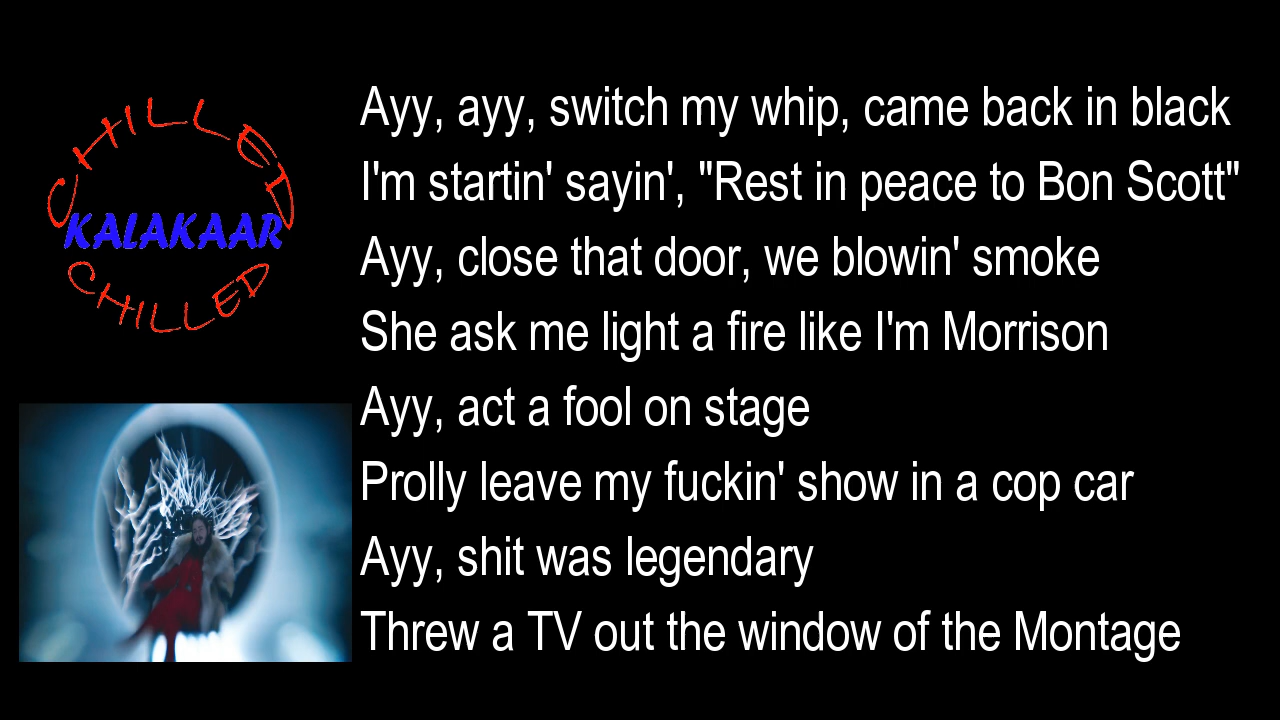 CHILLED
KALAKAAR
CHILLED
Ayy, ayy, switch my whip, came back in black
I'm startin' sayin', "Rest in peace to Bon Scott"
Ayy, close that door, we blowin' smoke
She ask me light a fire like I'm Morrison
Ayy, act a fool on stage
Prolly leave my fuckin' show in a cop car
Ayy, shit was legendary
Threw a TV out the window of the Montage